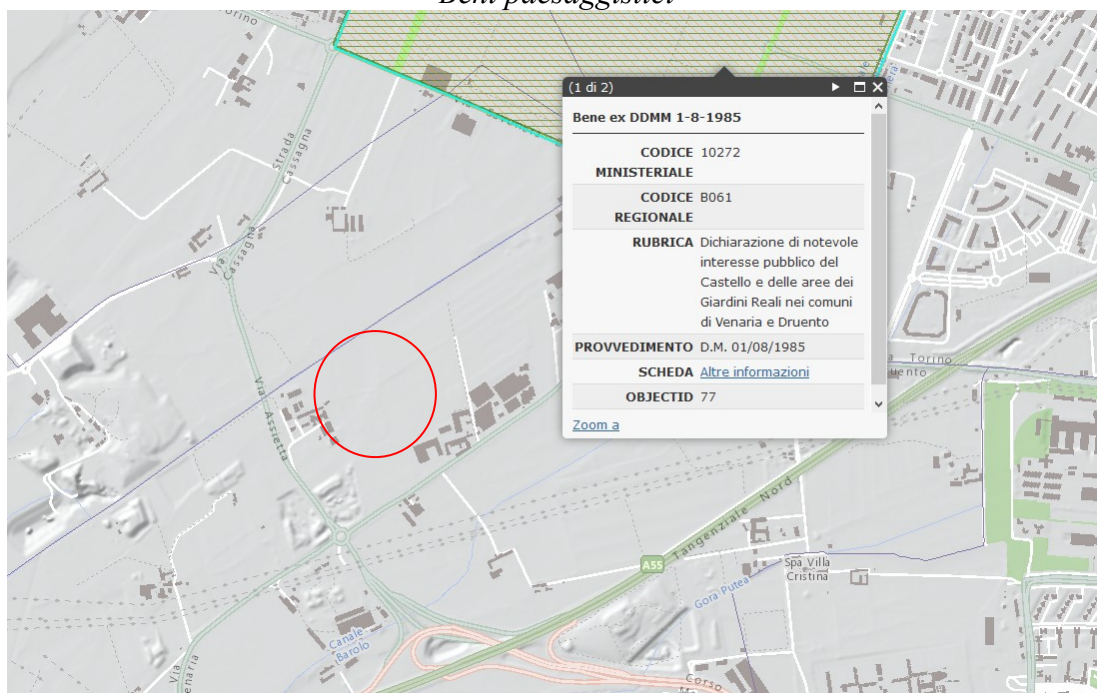 Beni paesaggistici
Torino
Strada
Cassagna
Via
Cassagna
Via Assietta
(1 di 2)
Bene ex DDMM 1-8-1985
CODICE MINISTERIALE 10272
CODICE REGIONALE B061
RUBRICA Dichiarazione di notevole
interesse pubblico del
Castello e delle aree dei
Giardini Reali nei comuni
di Venaria e Druento
PROVVEDIMENTO D.M. 01/08/1985
SCHEDA Altre informazioni
OBJECTID 77
Zoom a
Torino
Tangenziale Nord
A55
Spa Villa
Cristina
Gora Putea
Canale
Barolo
Via
Corso